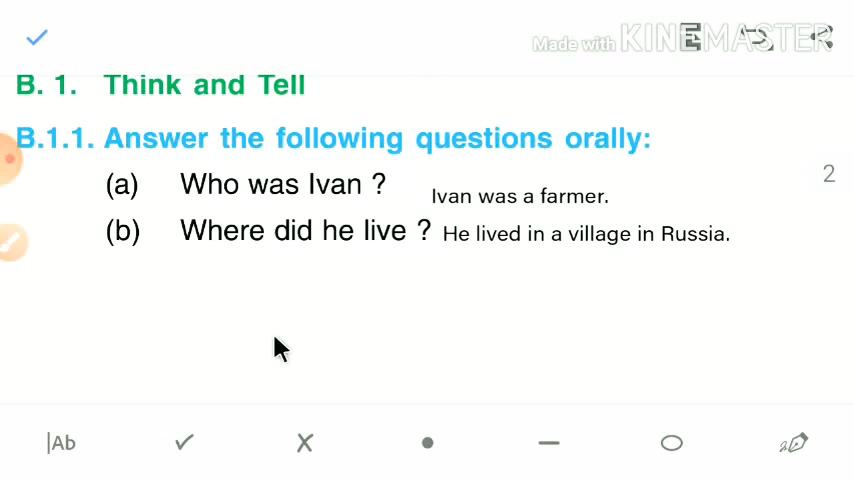 Made with KINEMASTER
B. 1. Think and Tell
B.1.1. Answer the following questions orally:
(a) Who was Ivan ? Ivan was a farmer.
2
(b) Where did he live ? He lived in a village in Russia.
|Ab